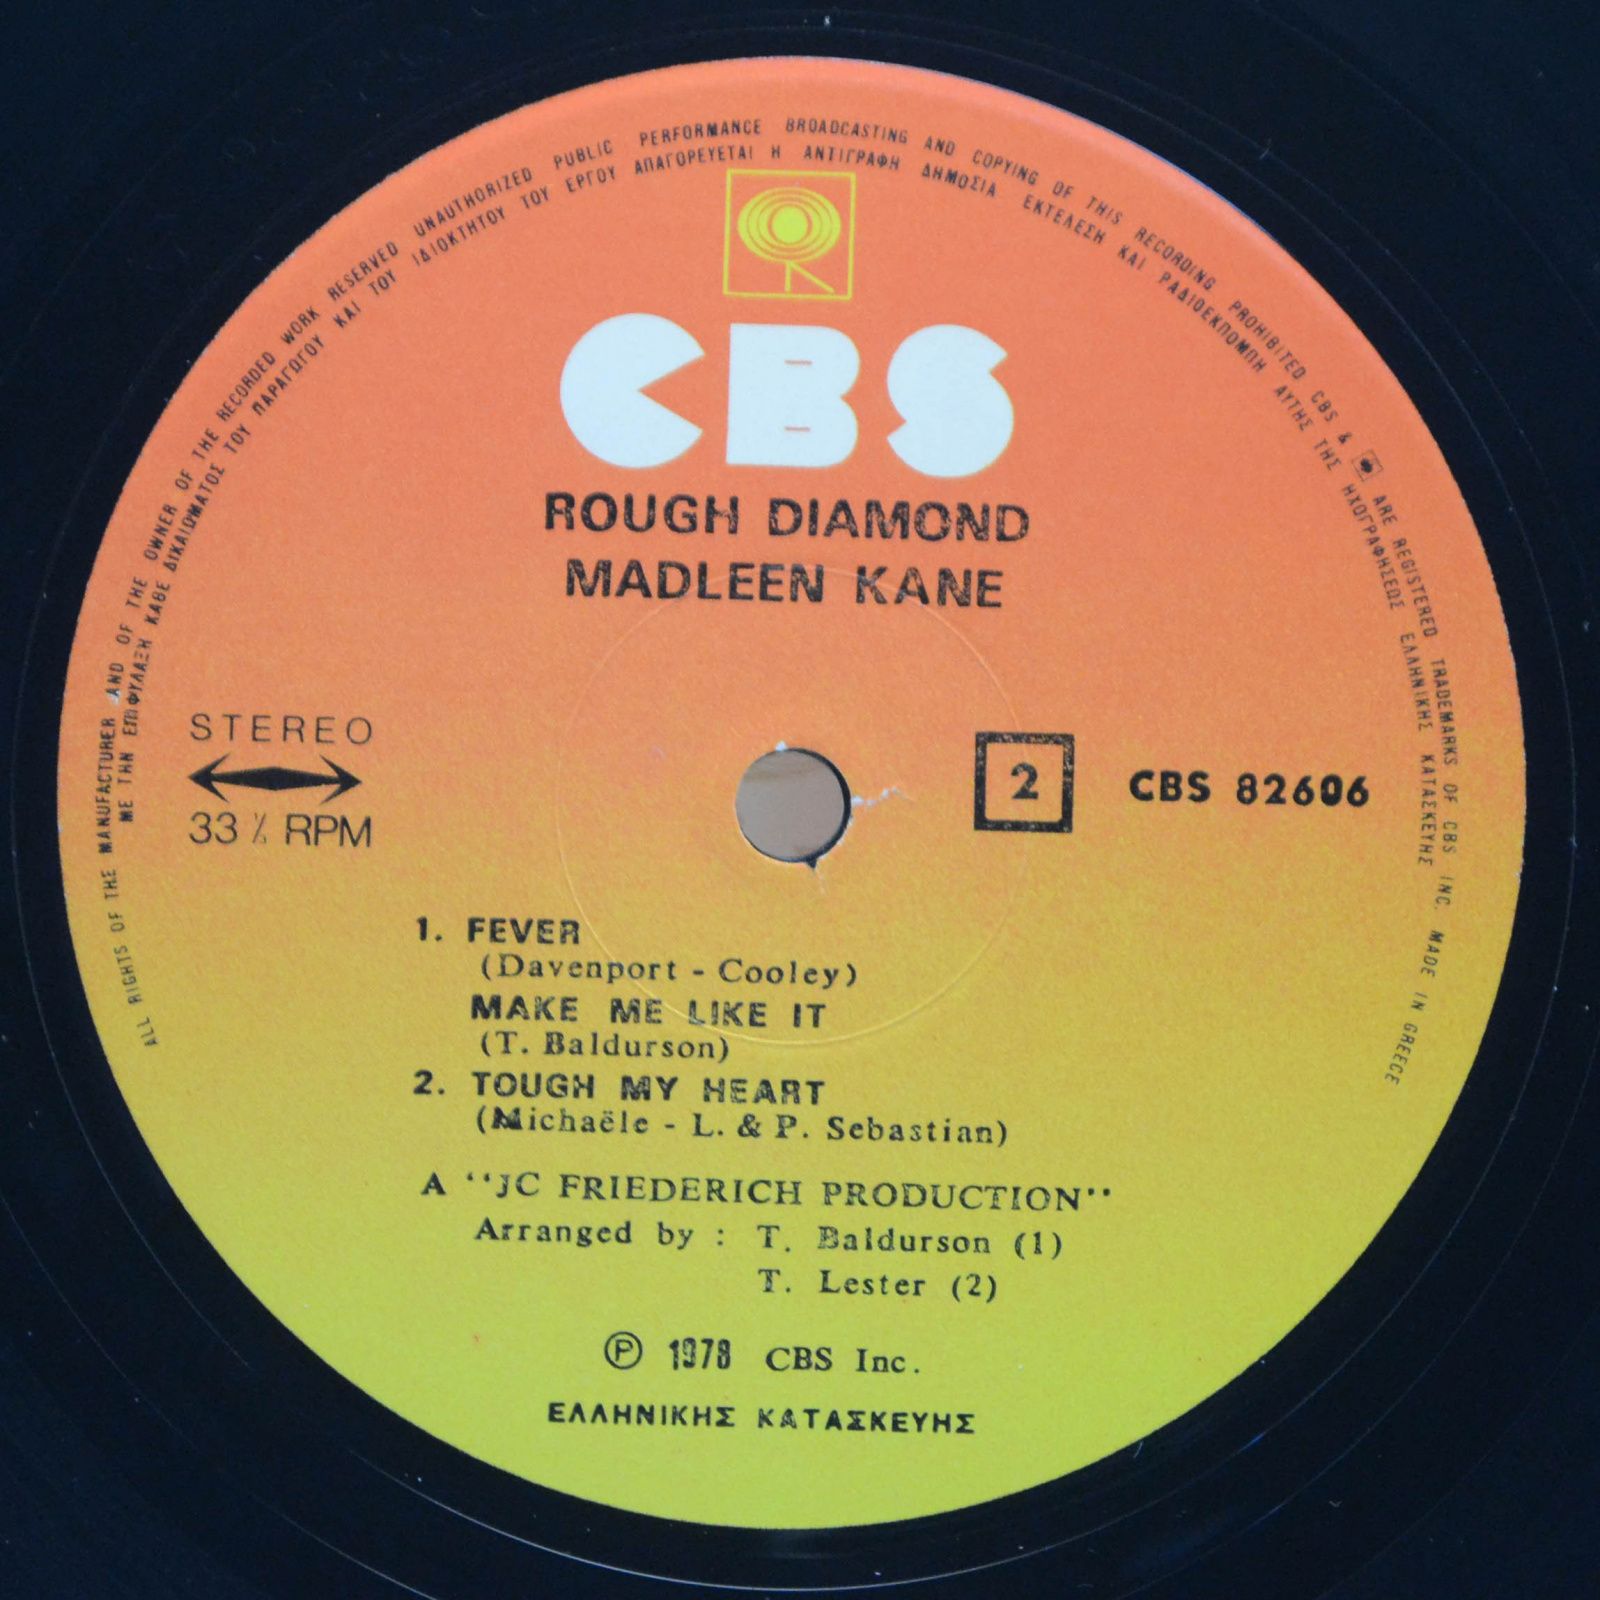 ALL RIGHTS OF THE MANUFACTURER AND OF THE OWNER OF THE RECORDED WORK RESERVED UNAUTHORIZED PUBLIC PERFORMANCE BROADCASTING AND COPYING OF THIS RECORDING PROHIBITED CBS & ARE REGISTERED TRADEMARKS OF CBS INC. MADE IN GREECE
ΜΕ ΤΗΝ ΕΠΙΦΥΛΑΞΗ ΚΑΘΕ ΔΙΚΑΙΩΜΑΤΟΣ ΤΟΥ ΠΑΡΑΓΩΓΟΥ ΚΑΙ ΤΟΥ ΙΔΙΟΚΤΗΤΟΥ ΤΟΥ ΕΡΓΟΥ ΑΠΑΓΟΡΕΥΕΤΑΙ Η ΑΝΤΙΓΡΑΦΗ ΔΗΜΟΣΙΑ ΕΚΤΕΛΕΣΗ ΚΑΙ ΡΑΔΙΟΕΚΠΟΜΠΗ ΑΥΤΗΣ ΤΗΣ ΗΧΟΓΡΑΦΗΣΕΩΣ ΕΛΛΗΝΙΚΗΣ ΚΑΤΑΣΚΕΥΗΣ
CBS
ROUGH DIAMOND
MADLEEN KANE
STEREO
33 ⅓ RPM
2
CBS 82606
1. FEVER
(Davenport - Cooley)
MAKE ME LIKE IT
(T. Baldurson)
2. TOUGH MY HEART
(Michaële - L. & P. Sebastian)
A "JC FRIEDERICH PRODUCTION"
Arranged by : T. Baldurson (1)
T. Lester (2)
℗ 1978 CBS Inc.
ΕΛΛΗΝΙΚΗΣ ΚΑΤΑΣΚΕΥΗΣ